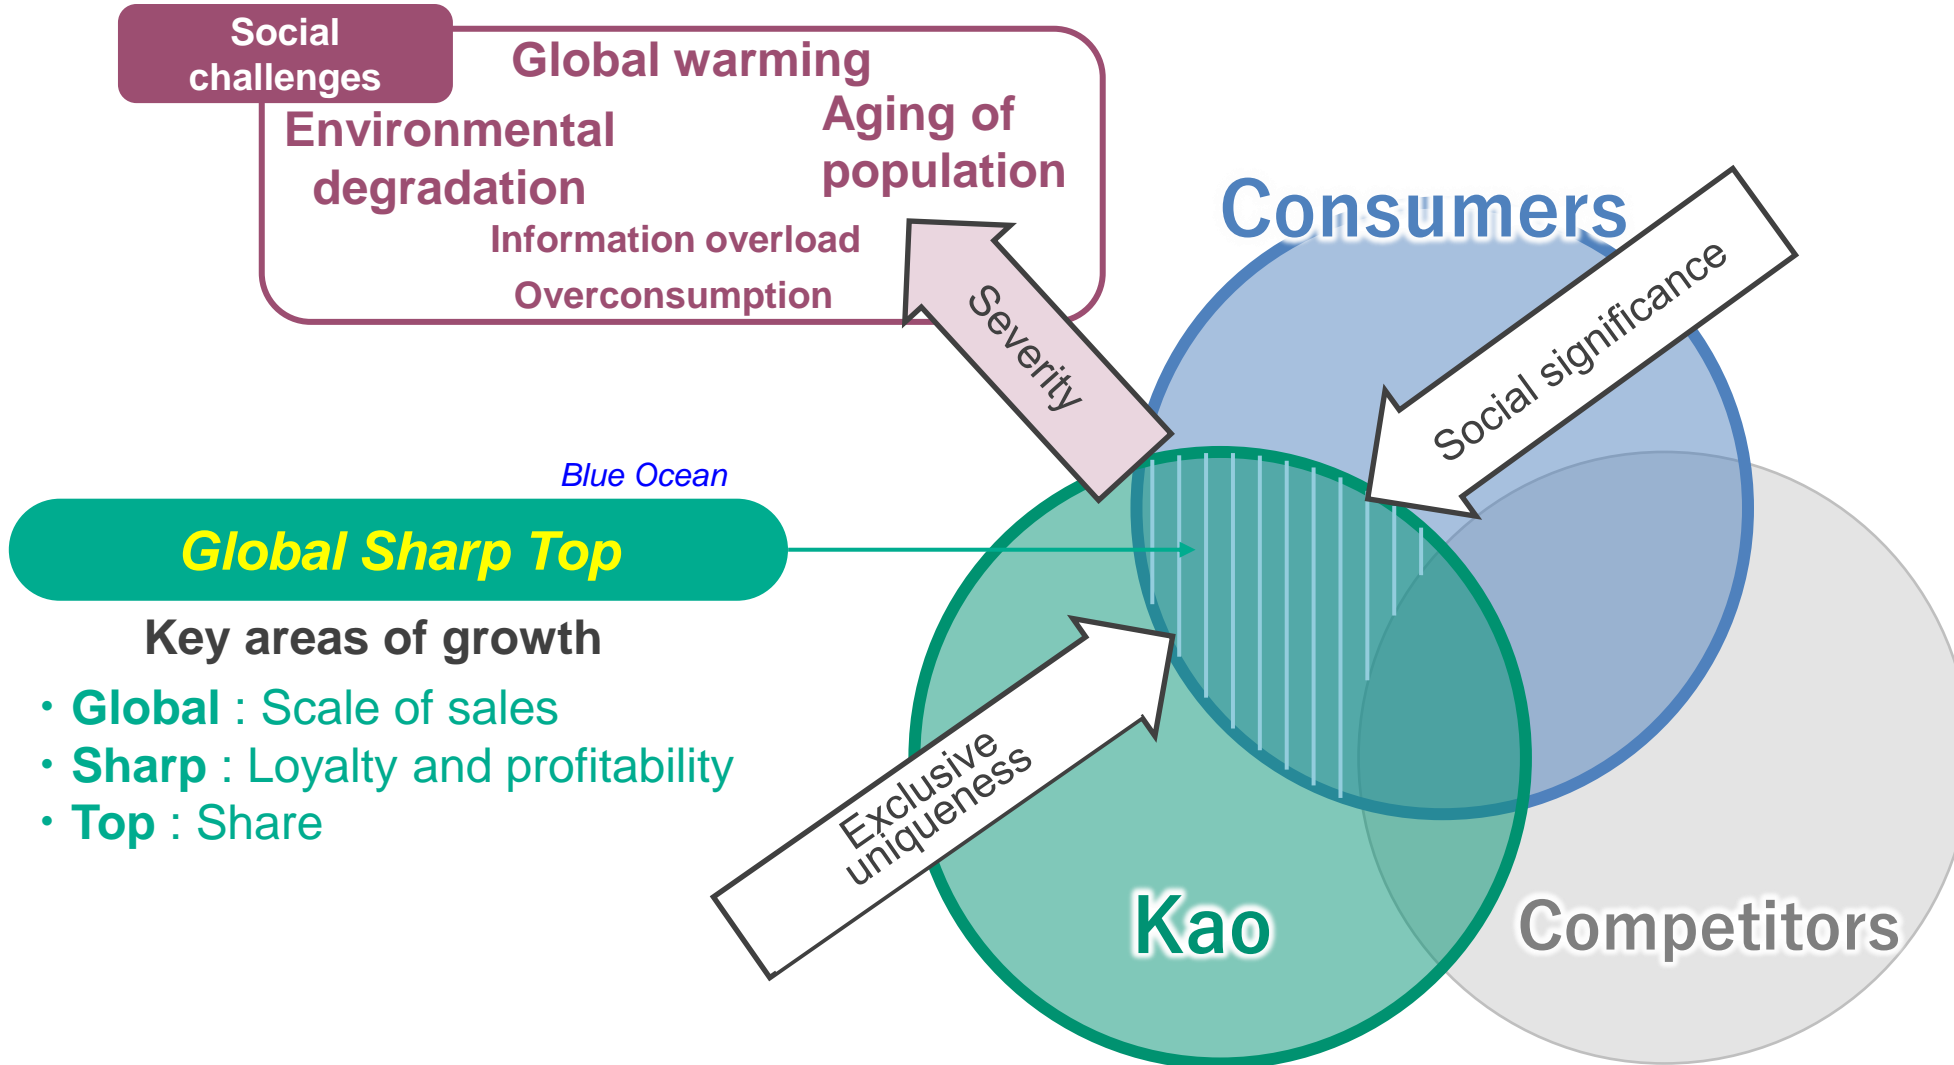 Social
challenges
Global warming
Environmental
degradation
Aging of
population
Information overload
Overconsumption
Severity
Consumers
Social significance
Blue Ocean
Global Sharp Top
Key areas of growth
・Global : Scale of sales
・Sharp : Loyalty and profitability
・Top : Share
Exclusive
uniqueness
Kao
Competitors